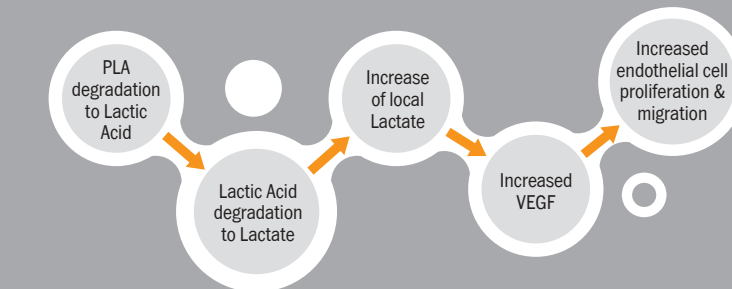 PLA
degradation
to Lactic
Acid
Lactic Acid
degradation
to Lactate
Increase
of local
Lactate
Increased
VEGF
Increased
endothelial cell
proliferation &
migration